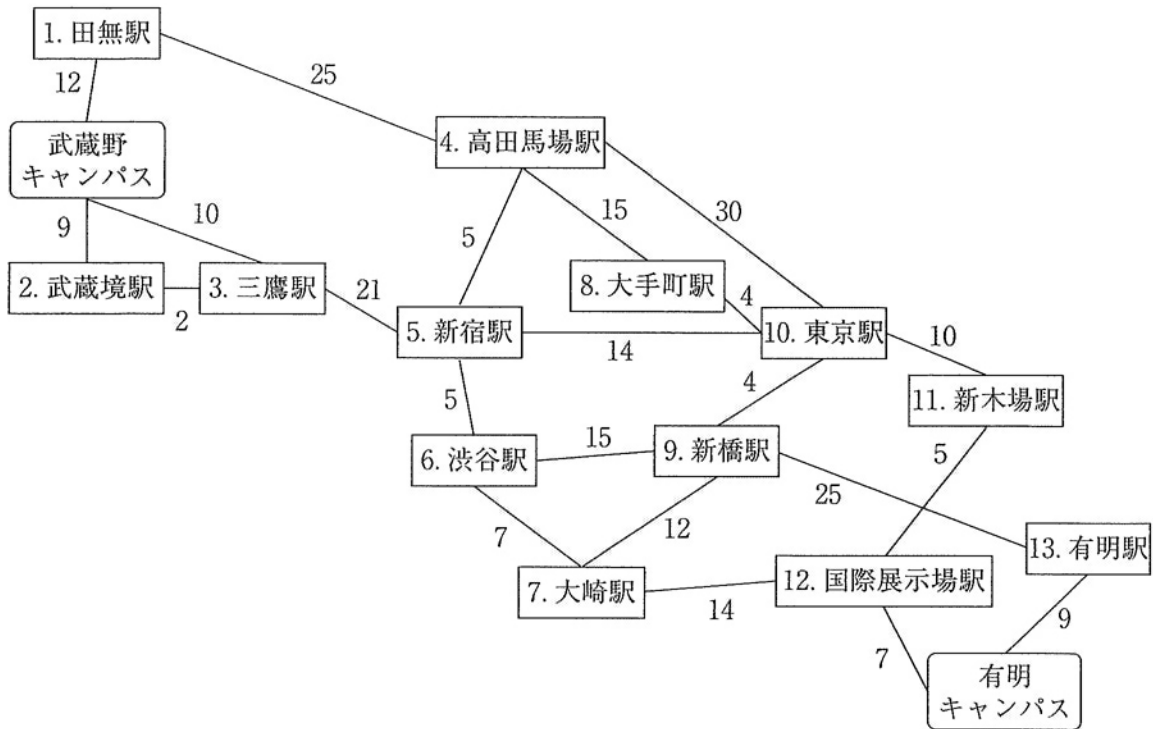 1. 田無駅
12
25
武蔵野
キャンパス
4. 高田馬場駅
9
10
5
15
30
2. 武蔵境駅
3. 三鷹駅
2
21
8. 大手町駅
4
5. 新宿駅
14
10. 東京駅
10
5
4
11. 新木場駅
6. 渋谷駅
15
9. 新橋駅
5
25
7
12
13. 有明駅
7. 大崎駅
14
12. 国際展示場駅
9
7
有明
キャンパス